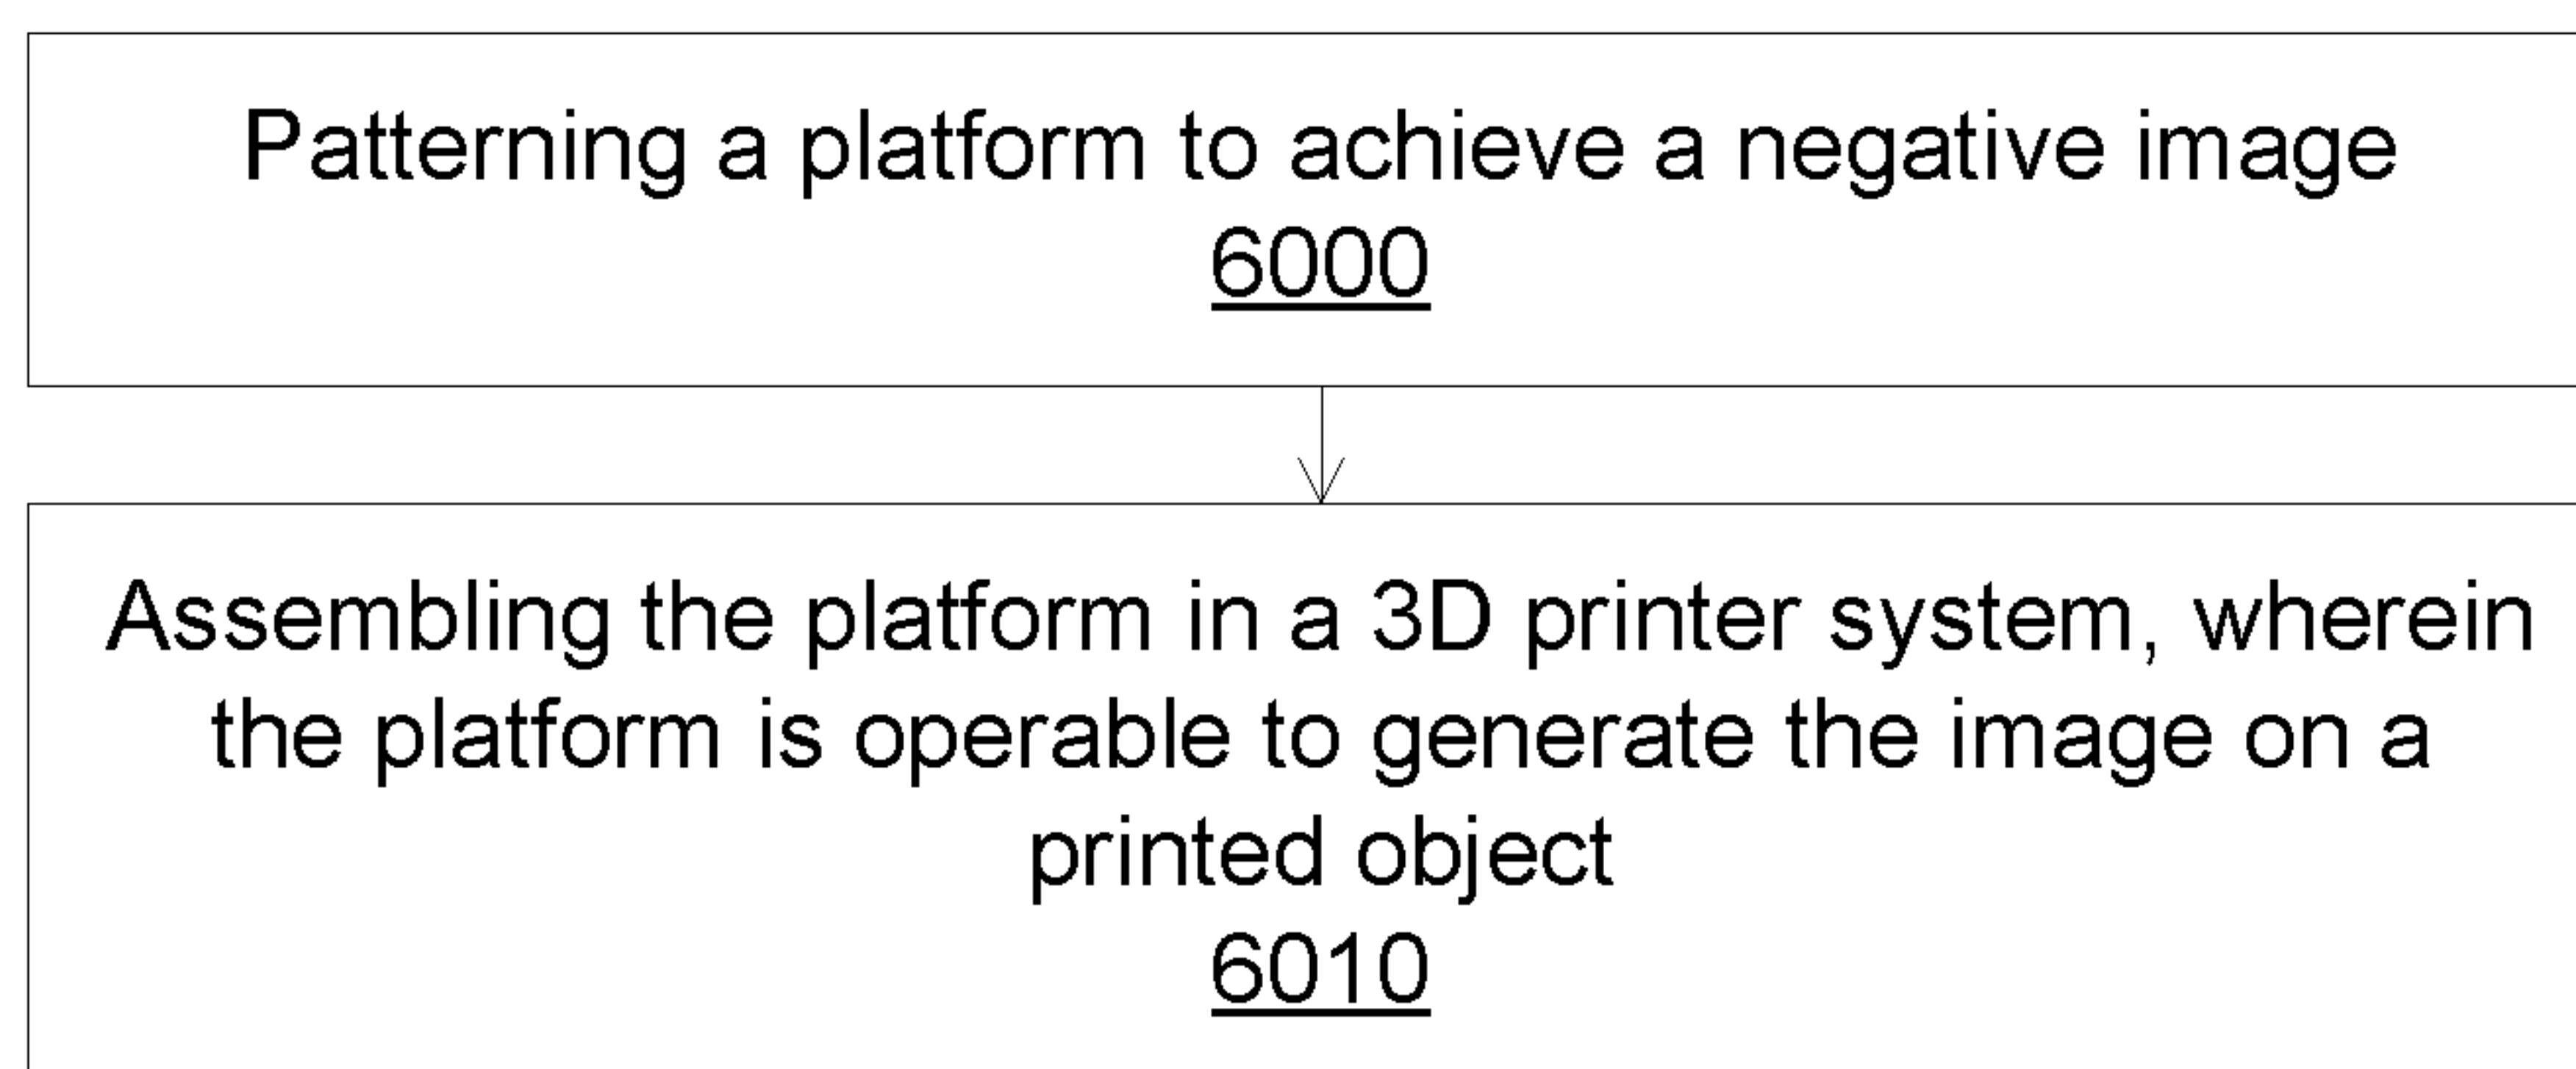 Patterning a platform to achieve a negative image
6000
Assembling the platform in a 3D printer system, wherein
the platform is operable to generate the image on a
printed object
6010